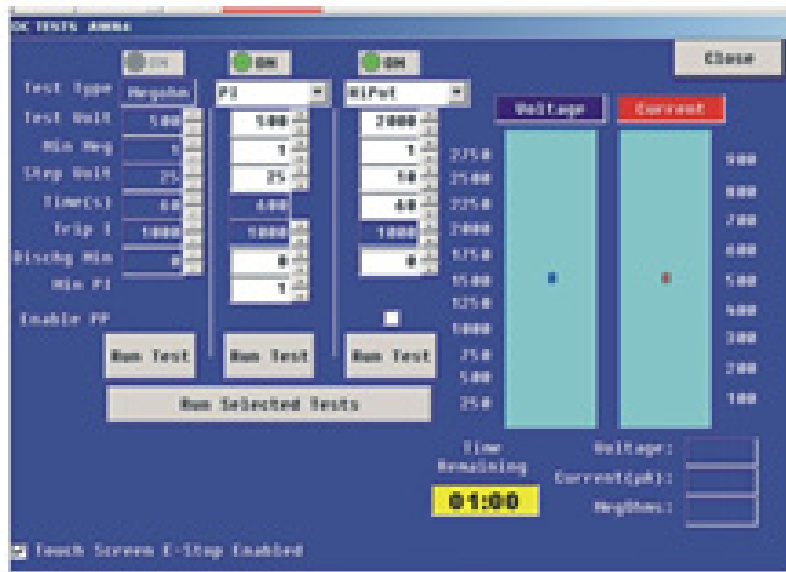 DC TESTS
Close
ON ON
Test Type Megohm PI HiPot
Test Volt 500 500 2000
Min Meg 1 1 1
Step Volt 25 25 10
Time(s) 60 600 60
Trip I 1000 1000 1000
Dischg Min 0 0 0
Min PI 1
Enable PP
Run Test Run Test Run Test
Run Selected Tests
Voltage Current
2750
2500
2250
2000
1750
1500
1250
1000
750
500
250
0 0
900
800
700
600
500
400
300
200
100
Time Remaining
01:00
Voltage:
Current(µA):
MegOhms:
Touch Screen E-Stop Enabled